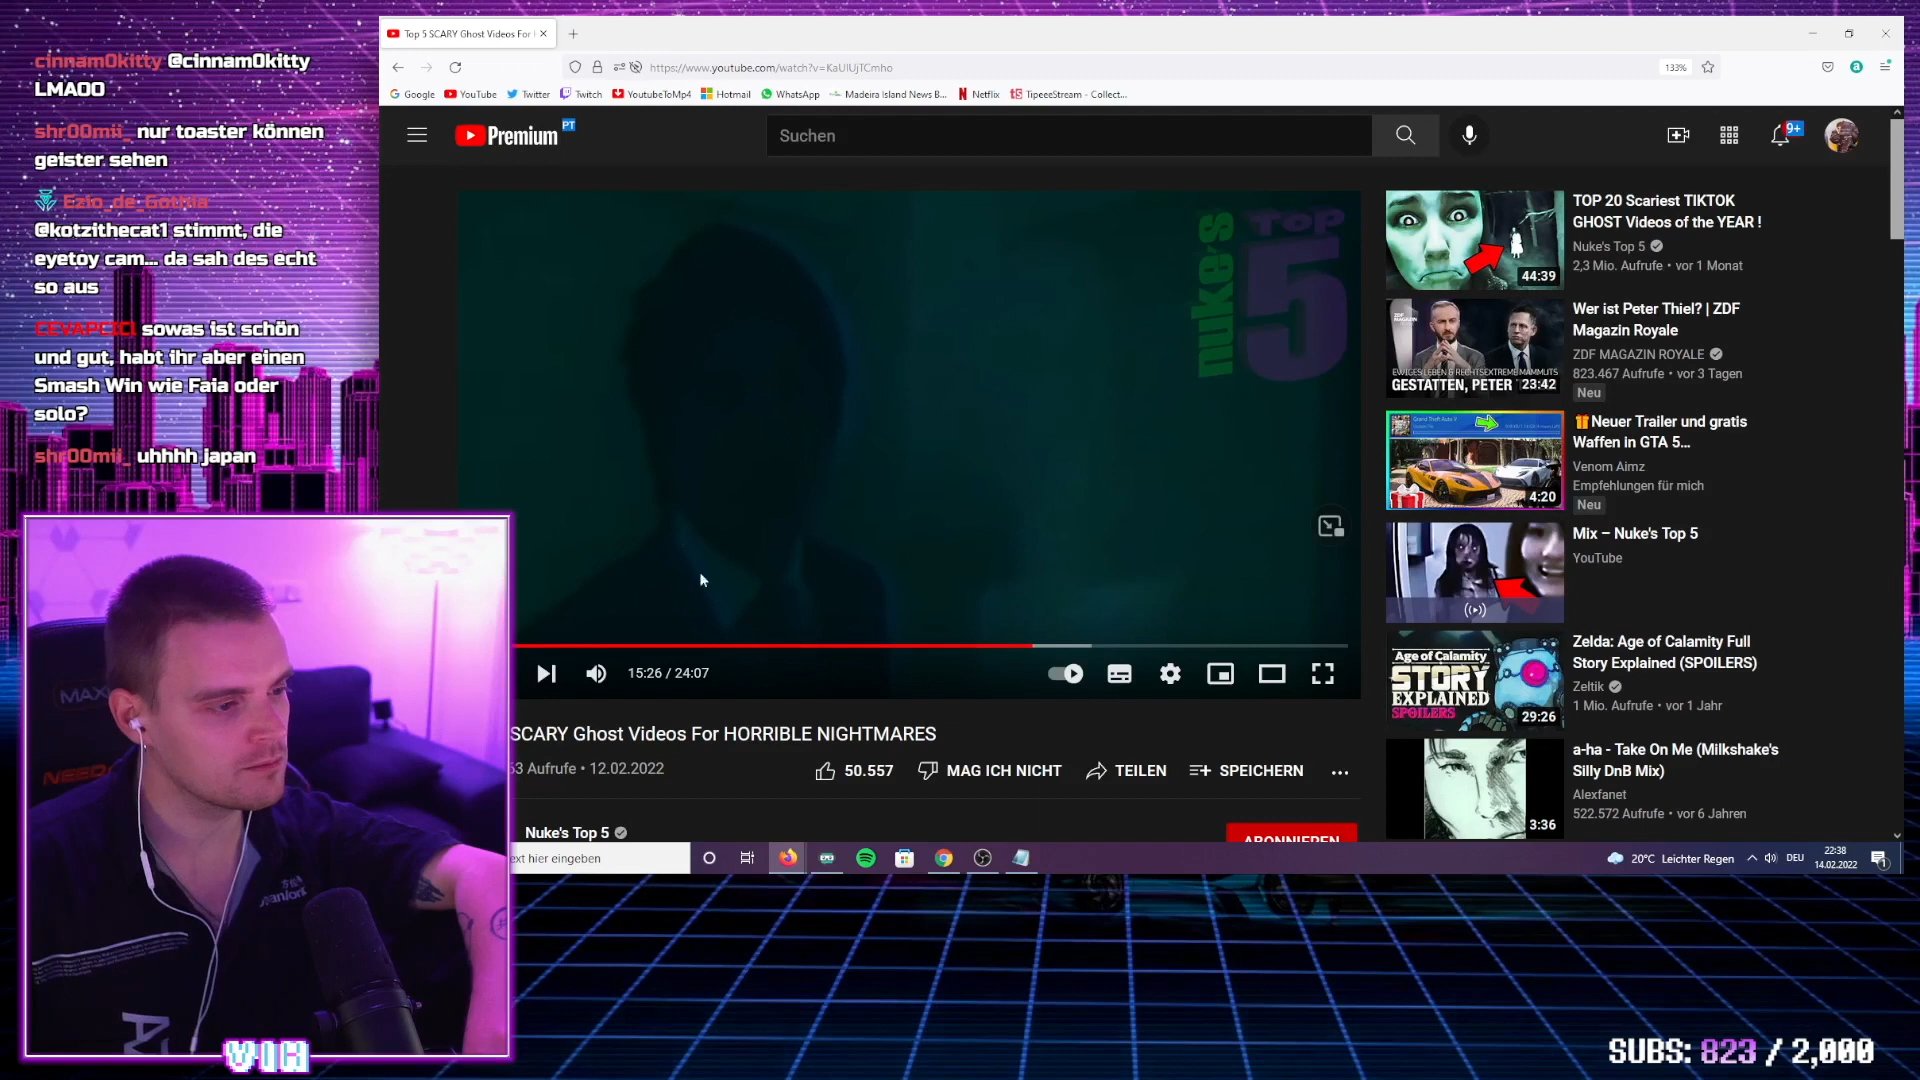 cinnam0kitty @cinnam0kitty
LMAOO
shr00mii_ nur toaster können
geister sehen
Ezio_de_Gothia
@kotzithecat1 stimmt, die
eyetoy cam... da sah des echt
so aus
CEVAPCICI sowas ist schön
und gut, habt ihr aber einen
Smash Win wie Faia oder
solo?
shr00mii_ uhhhh japan
Top 5 SCARY Ghost Videos For
https://www.youtube.com/watch?v=KaUlUjTCmho
133%
Google YouTube Twitter Twitch YoutubeToMp4 Hotmail WhatsApp Madeira Island News B... Netflix TipeeeStream - Collect...
Premium PT
Suchen
9+
nuke's TOP 5
15:26 / 24:07
SCARY Ghost Videos For HORRIBLE NIGHTMARES
63 Aufrufe • 12.02.2022
50.557 MAG ICH NICHT TEILEN SPEICHERN
Nuke's Top 5
ABONNIEREN
TOP 20 Scariest TIKTOK
GHOST Videos of the YEAR !
Nuke's Top 5
2,3 Mio. Aufrufe • vor 1 Monat
44:39
Wer ist Peter Thiel? | ZDF
Magazin Royale
ZDF MAGAZIN ROYALE
823.467 Aufrufe • vor 3 Tagen
Neu
EWIGES LEBEN & RECHTSEXTREME MAMMUTS
GESTATTEN, PETER 23:42
Neuer Trailer und gratis
Waffen in GTA 5...
Venom Aimz
Empfehlungen für mich
Neu
4:20
Mix – Nuke's Top 5
YouTube
Zelda: Age of Calamity Full
Story Explained (SPOILERS)
Zeltik
1 Mio. Aufrufe • vor 1 Jahr
Age of Calamity
STORY
EXPLAINED
SPOILERS
29:26
a-ha - Take On Me (Milkshake's
Silly DnB Mix)
Alexfanet
522.572 Aufrufe • vor 6 Jahren
3:36
ext hier eingeben
20°C Leichter Regen
DEU
22:38
14.02.2022
1
VIA
SUBS: 823 / 2,000